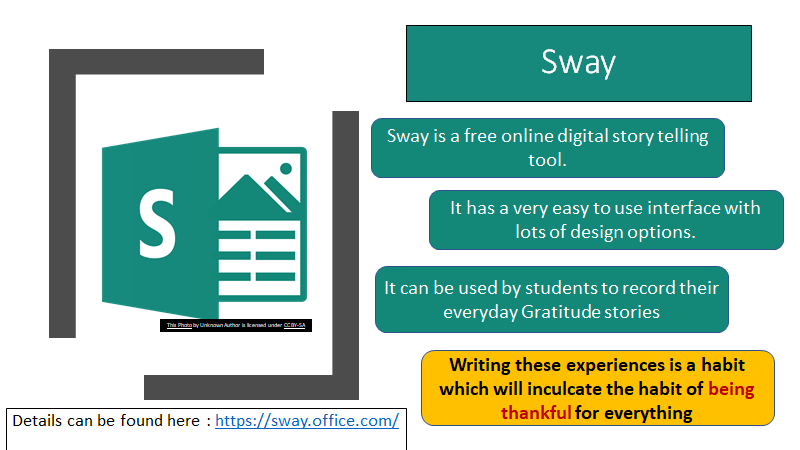 Sway
Sway is a free online digital story telling
tool.
It has a very easy to use interface with
lots of design options.
It can be used by students to record their
everyday Gratitude stories
Writing these experiences is a habit
which will inculcate the habit of being
thankful for everything
S
This Photo by Unknown Author is licensed under CCBY-SA
Details can be found here : https://sway.office.com/